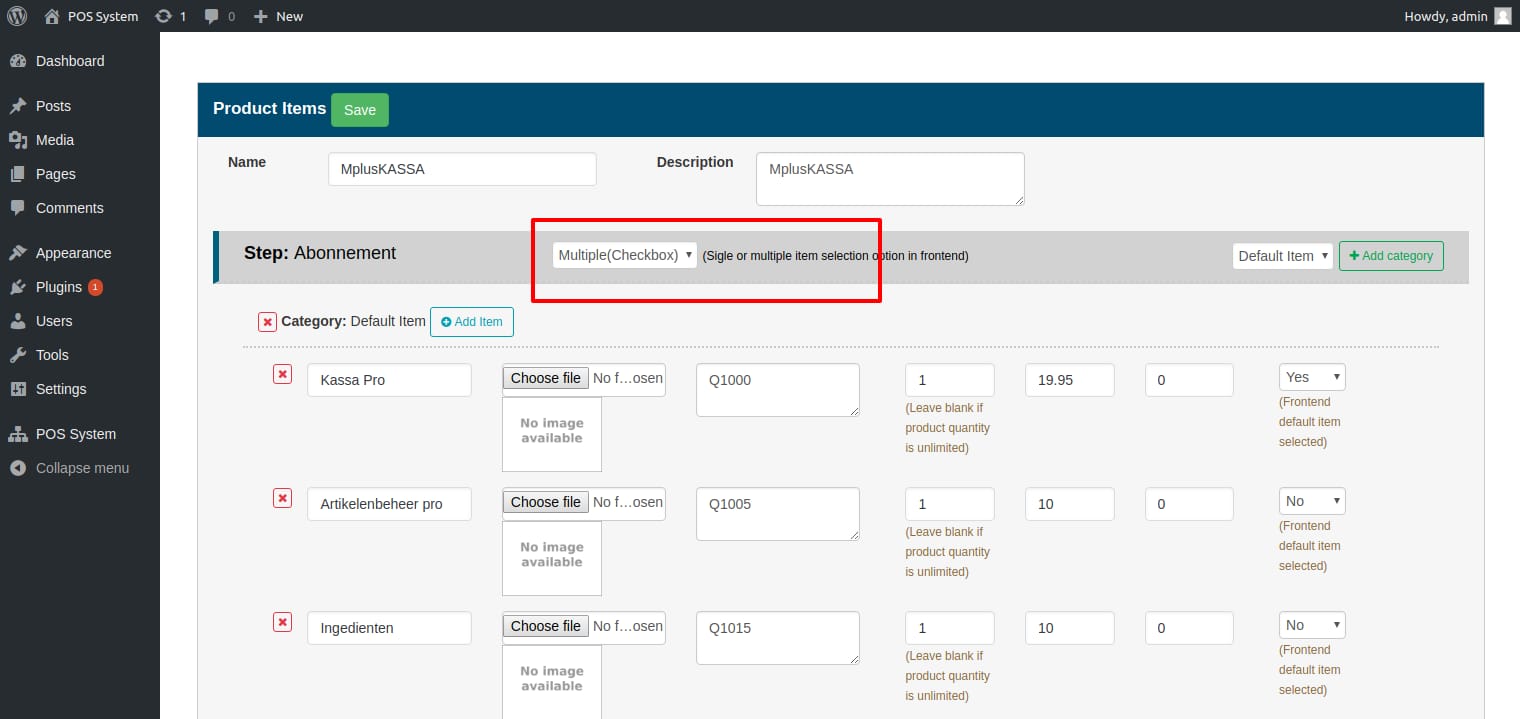 POS System 1 0 New Howdy, admin
Dashboard
Posts
Media
Pages
Comments
Appearance
Plugins 1
Users
Tools
Settings
POS System
Collapse menu
Product Items Save
Name MplusKASSA Description MplusKASSA
Step: Abonnement Multiple(Checkbox) (Sigle or multiple item selection option in frontend) Default Item Add category
Category: Default Item Add Item
Kassa Pro Choose file No f...osen Q1000 1 19.95 0 Yes
No image
available
(Leave blank if
product quantity
is unlimited)
(Frontend
default item
selected)
Artikelenbeheer pro Choose file No f...osen Q1005 1 10 0 No
No image
available
(Leave blank if
product quantity
is unlimited)
(Frontend
default item
selected)
Ingedienten Choose file No f...osen Q1015 1 10 0 No
No image
available
(Leave blank if
product quantity
is unlimited)
(Frontend
default item
selected)